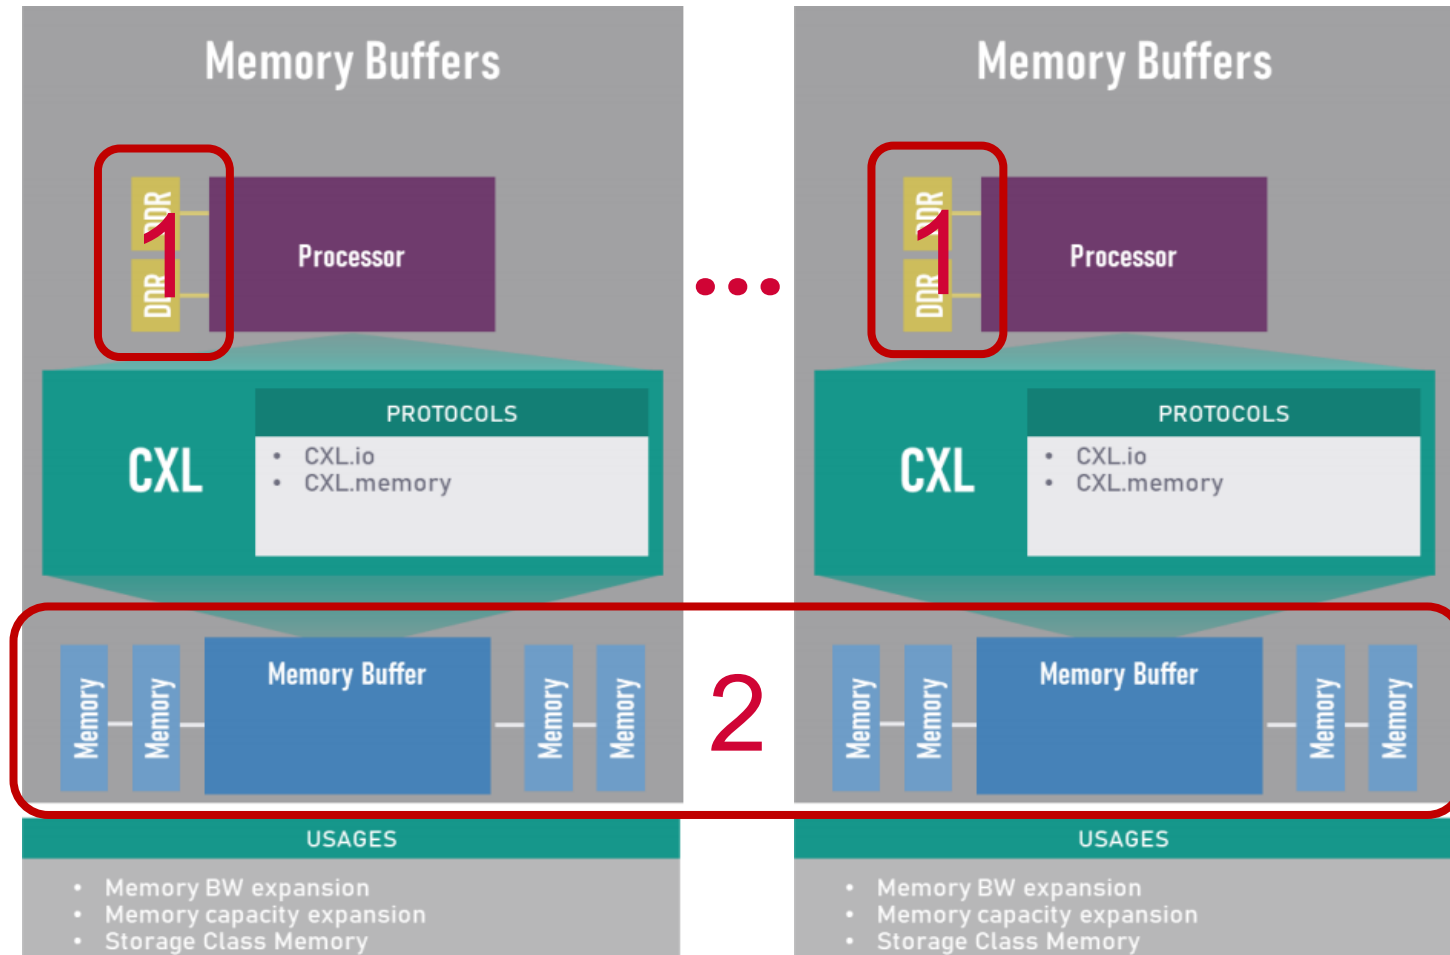 Memory Buffers
DDR
DDR
1
Processor
CXL
PROTOCOLS
• CXL.io
• CXL.memory
Memory
Memory
Memory Buffer
Memory
Memory
USAGES
• Memory BW expansion
• Memory capacity expansion
• Storage Class Memory
...
2
Memory Buffers
DDR
DDR
1
Processor
CXL
PROTOCOLS
• CXL.io
• CXL.memory
Memory
Memory
Memory Buffer
Memory
Memory
USAGES
• Memory BW expansion
• Memory capacity expansion
• Storage Class Memory